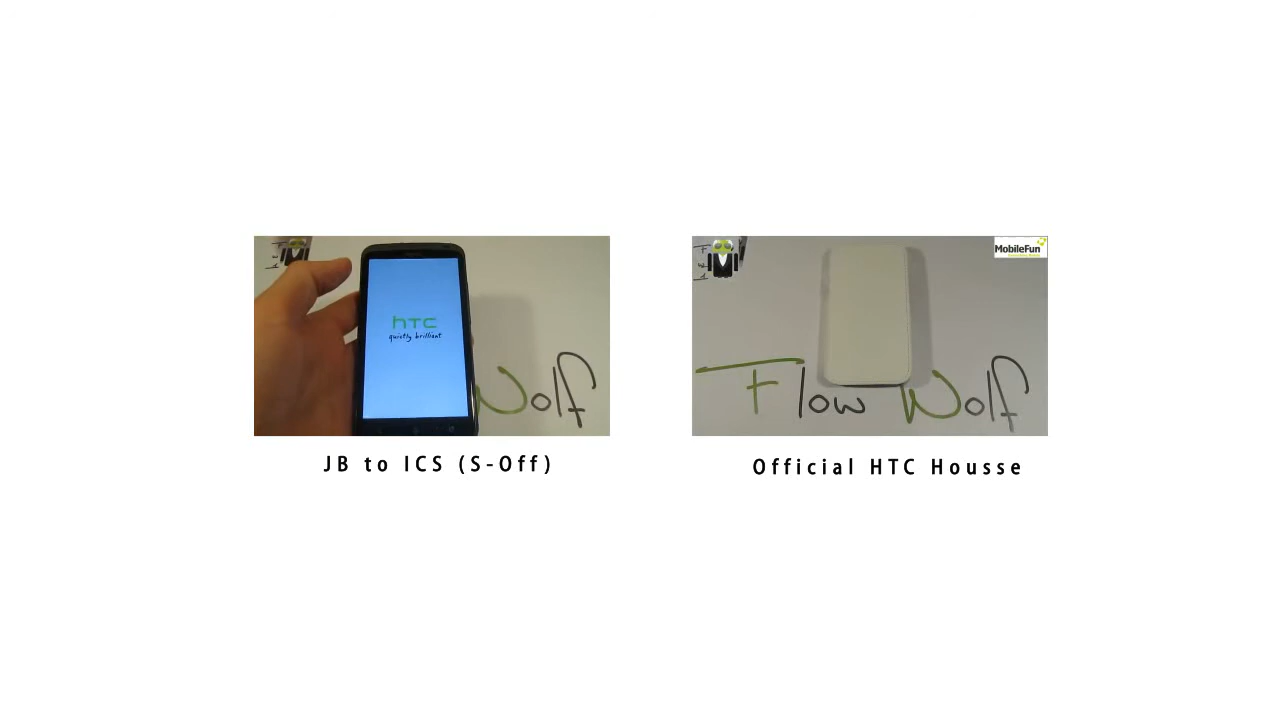 hTC
quietly brilliant
Wolf
JB to ICS (S-Off)
MobileFun
Flow Wolf
Official HTC Housse